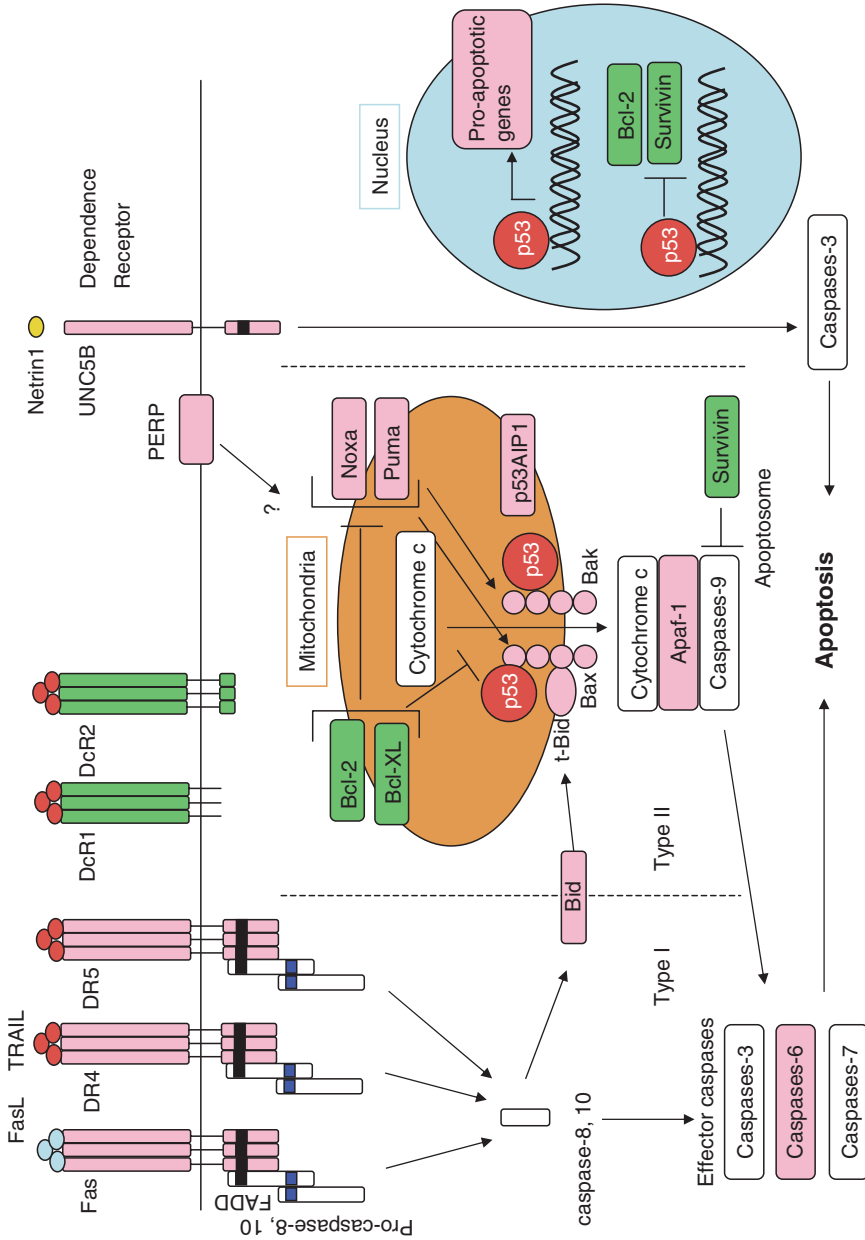 FasL
TRAIL
Netrin1
Fas
DR4
DR5
DcR1
DcR2
UNC5B
Dependence
Receptor
PERP
FADD
Pro-caspase-8, 10
?
Mitochondria
Nucleus
Bcl-2
Bcl-XL
Cytochrome c
Noxa
Puma
p53
Pro-apoptotic
genes
p53
Bcl-2
Survivin
p53
p53
p53AIP1
t-Bid
Bax
Bak
Bid
caspase-8, 10
Type I
Type II
Cytochrome c
Apaf-1
Caspases-9
Apoptosome
Survivin
Effector caspases
Caspases-3
Caspases-6
Caspases-7
Apoptosis
Caspases-3